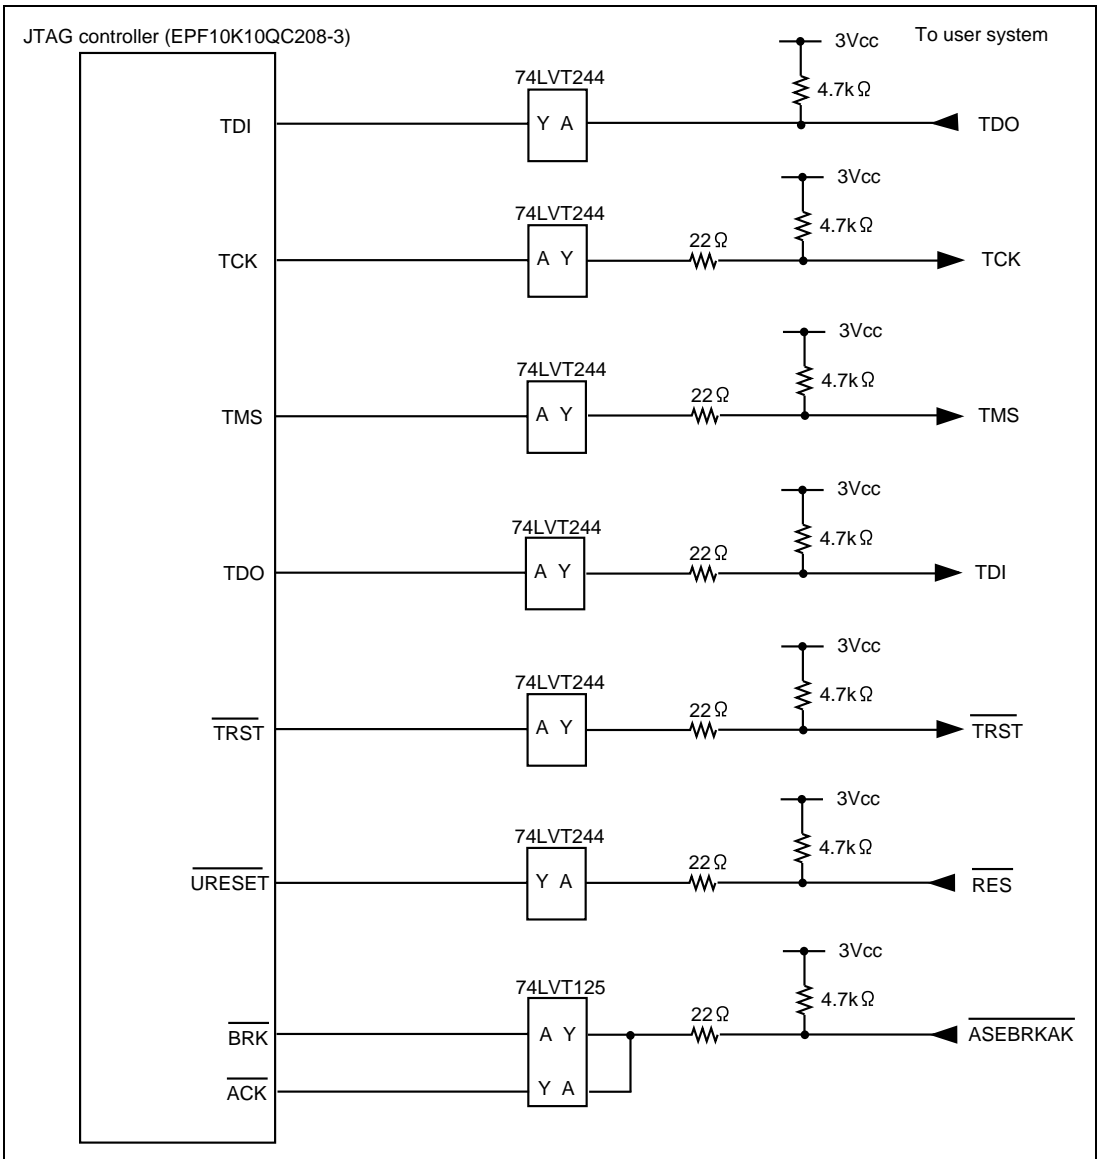 JTAG controller (EPF10K10QC208-3)
To user system
3Vcc
74LVT244
4.7kΩ
TDI
Y A
TDO
3Vcc
74LVT244
4.7kΩ
22Ω
TCK
A Y
TCK
3Vcc
74LVT244
4.7kΩ
22Ω
TMS
A Y
TMS
3Vcc
74LVT244
4.7kΩ
22Ω
TDO
A Y
TDI
3Vcc
74LVT244
4.7kΩ
22Ω
TRST
A Y
TRST
3Vcc
74LVT244
4.7kΩ
22Ω
URESET
Y A
RES
3Vcc
74LVT125
4.7kΩ
22Ω
BRK
A Y
ASEBRKAK
ACK
Y A